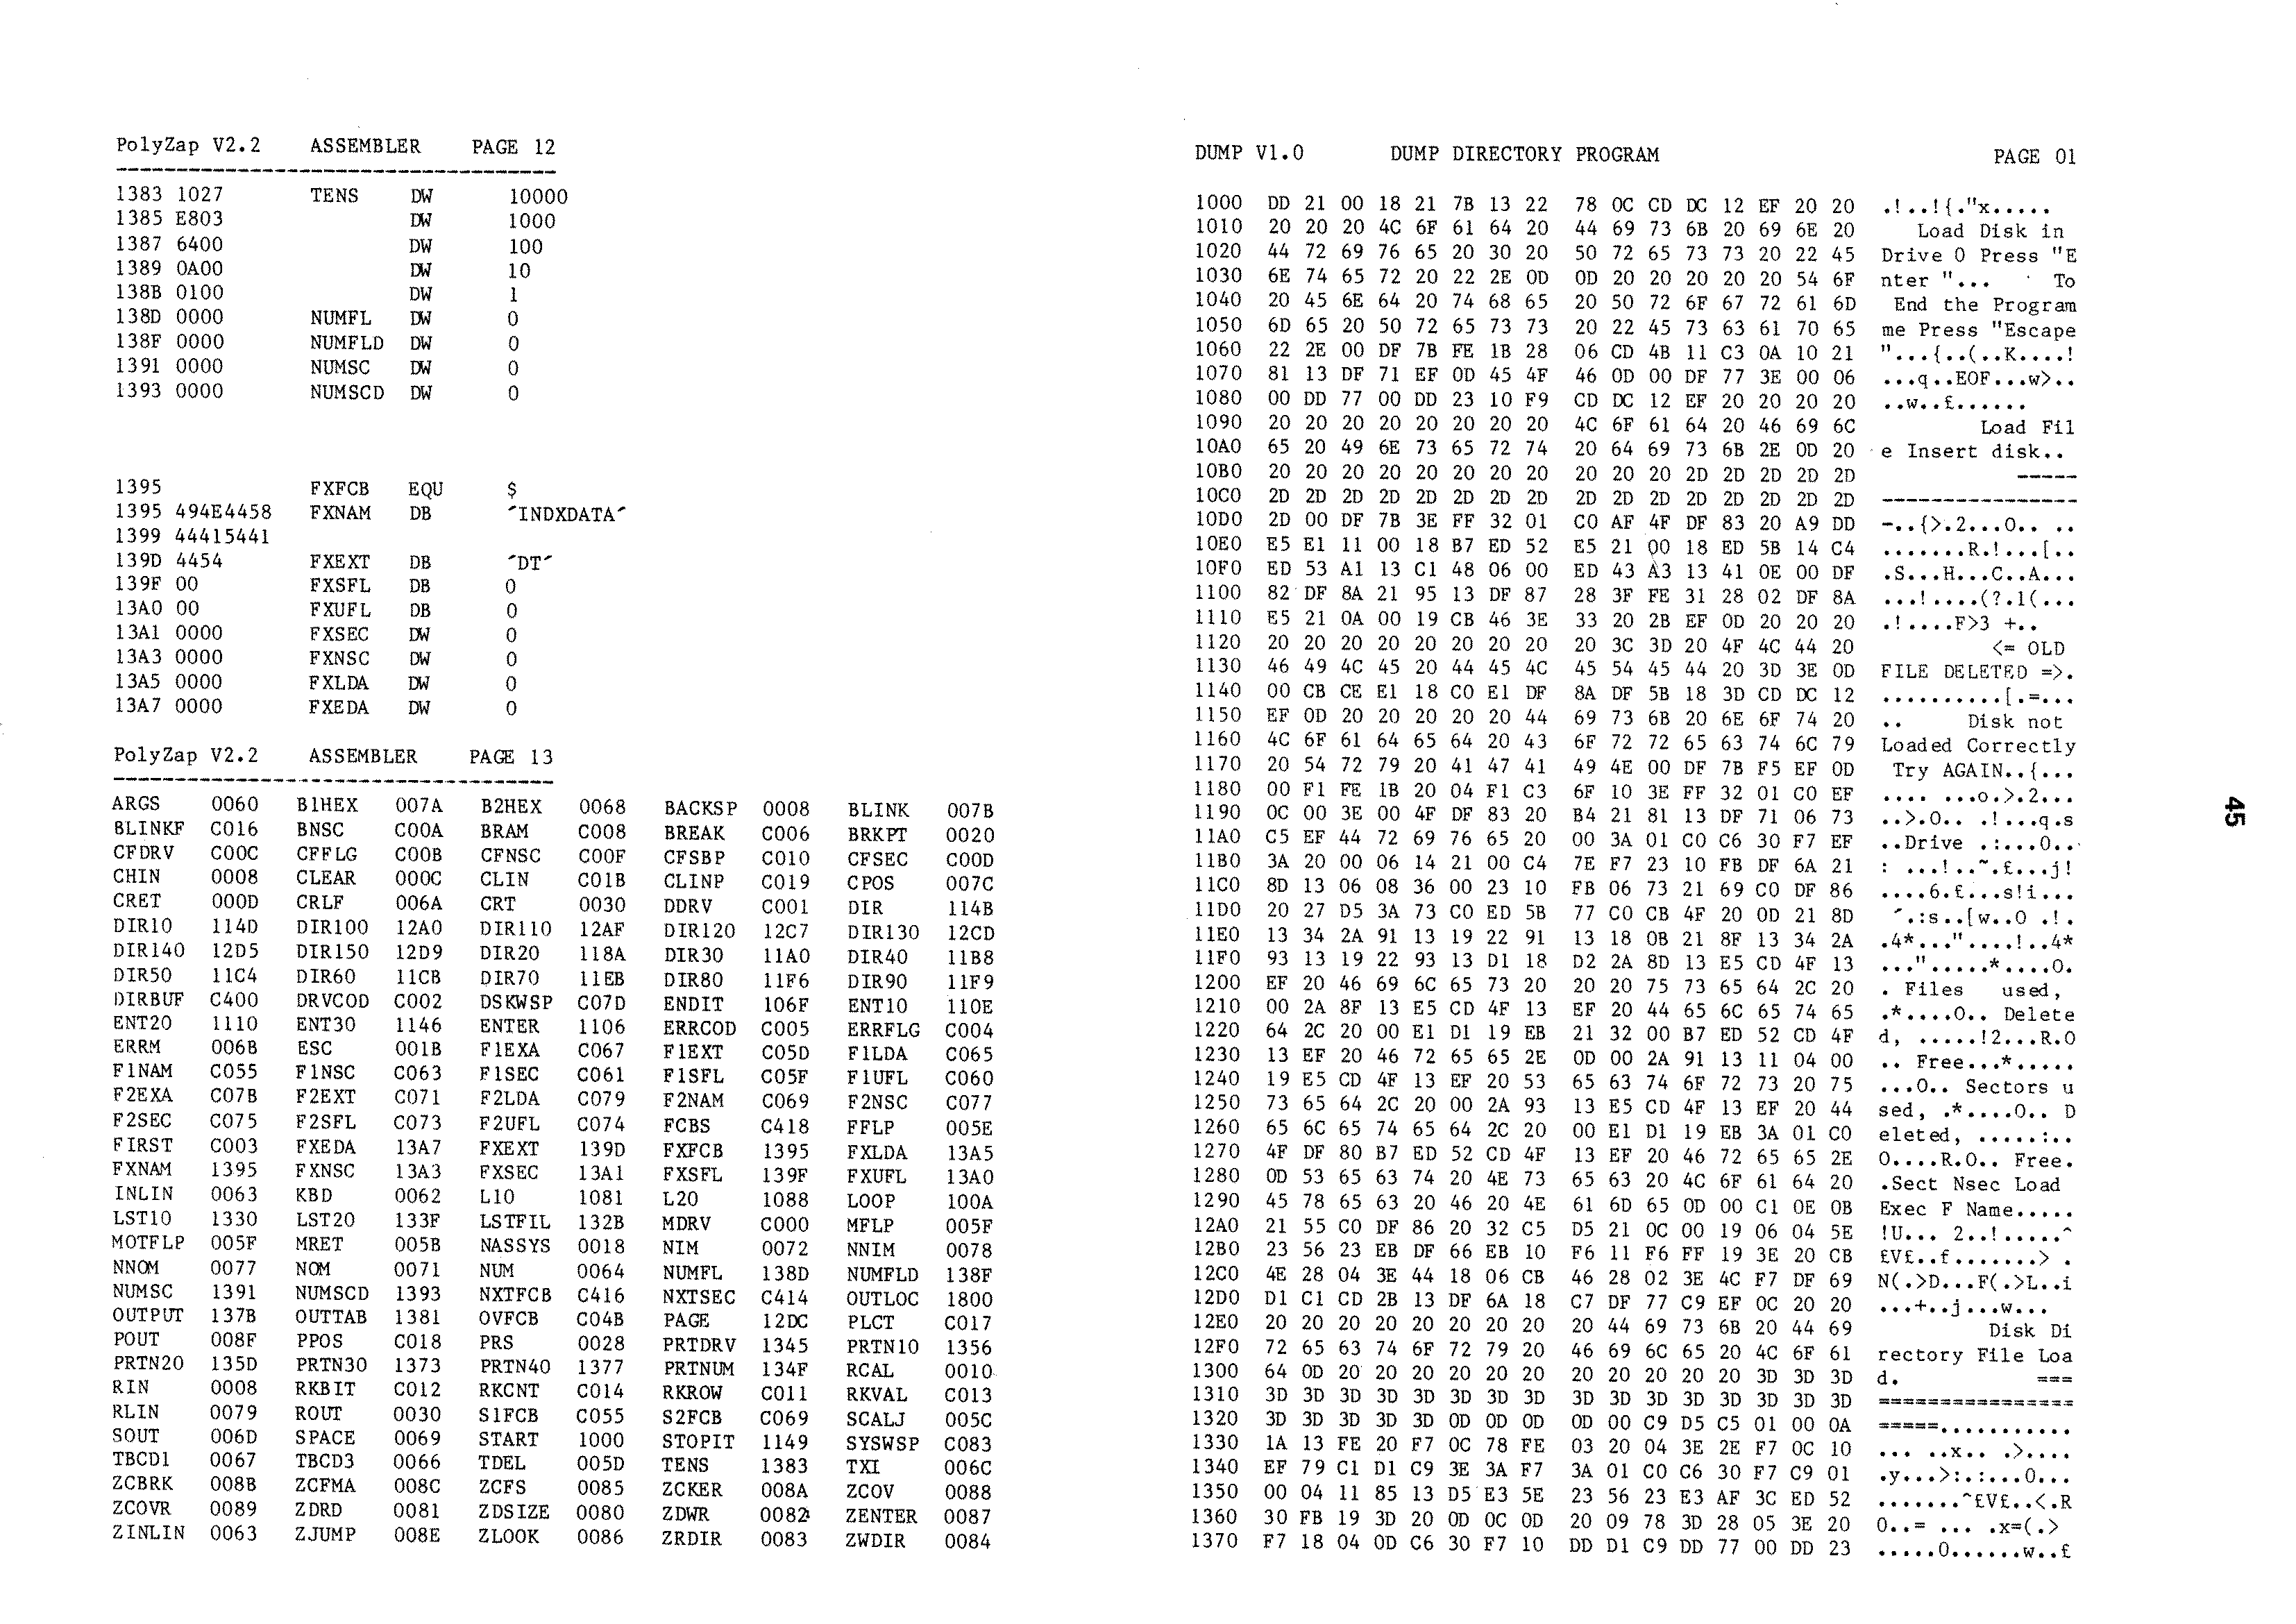 PolyZap V2.2 ASSEMBLER PAGE 12
1383 1027 TENS DW 10000
1385 E803 DW 1000
1387 6400 DW 100
1389 0A00 DW 10
138B 0100 DW 1
138D 0000 NUMFL DW 0
138F 0000 NUMFLD DW 0
1391 0000 NUMSC DW 0
1393 0000 NUMSCD DW 0
1395 FXFCB EQU $
1395 494E4458 FXNAM DB ´INDXDATA´
1399 44415441
139D 4454 FXEXT DB ´DT´
139F 00 FXSFL DB 0
13A0 00 FXUFL DB 0
13A1 0000 FXSEC DW 0
13A3 0000 FXNSC DW 0
13A5 0000 FXLDA DW 0
13A7 0000 FXEDA DW 0
PolyZap V2.2 ASSEMBLER PAGE 13
ARGS 0060 B1HEX 007A B2HEX 0068 BACKSP 0008 BLINK 007B
BLINKF C016 BNSC C00A BRAM C008 BREAK C006 BRKPT 0020
CFDRV C00C CFFLG C00B CFNSC C00F CFSBP C010 CFSEC C00D
CHIN 0008 CLEAR 000C CLIN C01B CLINP C019 CPOS 007C
CRET 000D CRLF 006A CRT 0030 DDRV C001 DIR 114B
DIR10 114D DIR100 12A0 DIR110 12AF DIR120 12C7 DIR130 12CD
DIR140 12D5 DIR150 12D9 DIR20 118A DIR30 11A0 DIR40 11B8
DIR50 11C4 DIR60 11CB DIR70 11EB DIR80 11F6 DIR90 11F9
DIRBUF C400 DRVCOD C002 DSKWSP C07D ENDIT 106F ENT10 110E
ENT20 1110 ENT30 1146 ENTER 1106 ERRCOD C005 ERRFLG C004
ERRM 006B ESC 001B F1EXA C067 F1EXT C05D F1LDA C065
F1NAM C055 F1NSC C063 F1SEC C061 F1SFL C05F F1UFL C060
F2EXA C07B F2EXT C071 F2LDA C079 F2NAM C069 F2NSC C077
F2SEC C075 F2SFL C073 F2UFL C074 FCBS C418 FFLP 005E
FIRST C003 FXEDA 13A7 FXEXT 139D FXFCB 1395 FXLDA 13A5
FXNAM 1395 FXNSC 13A3 FXSEC 13A1 FXSFL 139F FXUFL 13A0
INLIN 0063 KBD 0062 L10 1081 L20 1088 LOOP 100A
LST10 1330 LST20 133F LSTFIL 132B MDRV C000 MFLP 005F
MOTFLP 005F MRET 005B NASSYS 0018 NIM 0072 NNIM 0078
NNOM 0077 NOM 0071 NUM 0064 NUMFL 138D NUMFLD 138F
NUMSC 1391 NUMSCD 1393 NXTFCB C416 NXTSEC C414 OUTLOC 1800
OUTPUT 137B OUTTAB 1381 OVFCB C04B PAGE 12DC PLCT C017
POUT 008F PPOS C018 PRS 0028 PRTDRV 1345 PRTN10 1356
PRTN20 135D PRTN30 1373 PRTN40 1377 PRTNUM 134F RCAL 0010
RIN 0008 RKBIT C012 RKCNT C014 RKROW C011 RKVAL C013
RLIN 0079 ROUT 0030 S1FCB C055 S2FCB C069 SCALJ 005C
SOUT 006D SPACE 0069 START 1000 STOPIT 1149 SYSWSP C083
TBCD1 0067 TBCD3 0066 TDEL 005D TENS 1383 TX1 006C
ZCBRK 008B ZCFMA 008C ZCFS 0085 ZCKER 008A ZCOV 0088
ZCOVR 0089 ZDRD 0081 ZDSIZE 0080 ZDWR 0082 ZENTER 0087
ZINLIN 0063 ZJUMP 008E ZLOOK 0086 ZRDIR 0083 ZWDIR 0084
DUMP V1.0 DUMP DIRECTORY PROGRAM PAGE 01
1000 DD 21 00 18 21 7B 13 22 78 0C CD DC 12 EF 20 20 .!..!{."x.....
1010 20 20 20 4C 6F 61 64 20 44 69 73 6B 20 69 6E 20 Load Disk in
1020 44 72 69 76 65 20 30 20 50 72 65 73 73 20 22 45 Drive 0 Press "E
1030 6E 74 65 72 20 22 2E 0D 0D 20 20 20 20 20 54 6F nter "... To
1040 20 45 6E 64 20 74 68 65 20 50 72 6F 67 72 61 6D End the Program
1050 6D 65 20 50 72 65 73 73 20 22 45 73 63 61 70 65 me Press "Escape
1060 22 2E 00 DF 7B FE 1B 28 06 CD 4B 11 C3 0A 10 21 "...{..(..K....!
1070 81 13 DF 71 EF 0D 45 4F 46 0D 00 DF 77 3E 00 06 ...q..EOF...w>..
1080 00 DD 77 00 DD 23 10 F9 CD DC 12 EF 20 20 20 20 ..w..£......
1090 20 20 20 20 20 20 20 20 4C 6F 61 64 20 46 69 6C Load Fil
10A0 65 20 49 6E 73 65 72 74 20 64 69 73 6B 2E 0D 20 e Insert disk..
10B0 20 20 20 20 20 20 20 20 20 20 20 2D 2D 2D 2D 2D -----
10C0 2D 2D 2D 2D 2D 2D 2D 2D 2D 2D 2D 2D 2D 2D 2D 2D ----------------
10D0 2D 00 DF 7B 3E FF 32 01 C0 AF 4F DF 83 20 A9 DD -..{>.2...O.. ..
10E0 E5 E1 11 00 18 B7 ED 52 E5 21 00 18 ED 5B 14 C4 .......R.!...[..
10F0 ED 53 A1 13 C1 48 06 00 ED 43 A3 13 41 0E 00 DF .S...H...C..A...
1100 82 DF 8A 21 95 13 DF 87 28 3F FE 31 28 02 DF 8A ...!....(?.1(...
1110 E5 21 0A 00 19 CB 46 3E 33 20 2B EF 0D 20 20 20 .!....F>3 +..
1120 20 20 20 20 20 20 20 20 20 3C 3D 20 4F 4C 44 20 <= OLD
1130 46 49 4C 45 20 44 45 4C 45 54 45 44 20 3D 3E 0D FILE DELETED =>.
1140 00 CB CE E1 18 C0 E1 DF 8A DF 5B 18 3D CD DC 12 ..........[.=...
1150 EF 0D 20 20 20 20 20 44 69 73 6B 20 6E 6F 74 20 .. Disk not
1160 4C 6F 61 64 65 64 20 43 6F 72 72 65 63 74 6C 79 Loaded Correctly
1170 20 54 72 79 20 41 47 41 49 4E 00 DF 7B F5 EF 0D Try AGAIN..{...
1180 00 F1 FE 1B 20 04 F1 C3 6F 10 3E FF 32 01 C0 EF .... ...o.>.2...
1190 0C 00 3E 00 4F DF 83 20 B4 21 81 13 DF 71 06 73 ..>.O.. .!...q.s
11A0 C5 EF 44 72 69 76 65 20 00 3A 01 C0 C6 30 F7 EF ..Drive .:...0..
11B0 3A 20 00 06 14 21 00 C4 7E F7 23 10 FB DF 6A 21 : ...!..~.£...j!
11C0 8D 13 06 08 36 00 23 10 FB 06 73 21 69 C0 DF 86 ....6.£...s!i...
11D0 20 27 D5 3A 73 C0 ED 5B 77 C0 CB 4F 20 0D 21 8D ´.:s..[w..O .!.
11E0 13 34 2A 91 13 19 22 91 13 18 0B 21 8F 13 34 2A .4*..."....!..4*
11F0 93 13 19 22 93 13 D1 18 D2 2A 8D 13 E5 CD 4F 13 ...".....*....O.
1200 EF 20 46 69 6C 65 73 20 20 20 75 73 65 64 2C 20 . Files used,
1210 00 2A 8F 13 E5 CD 4F 13 EF 20 44 65 6C 65 74 65 .*....O.. Delete
1220 64 2C 20 00 E1 D1 19 EB 21 32 00 B7 ED 52 CD 4F d, .....!2...R.O
1230 13 EF 20 46 72 65 65 2E 0D 00 2A 91 13 11 04 00 .. Free...*.....
1240 19 E5 CD 4F 13 EF 20 53 65 63 74 6F 72 73 20 75 ...O.. Sectors u
1250 73 65 64 2C 20 00 2A 93 13 E5 CD 4F 13 EF 20 44 sed, .*....O.. D
1260 65 6C 65 74 65 64 2C 20 00 E1 D1 19 EB 3A 01 C0 eleted, .....:..
1270 4F DF 80 B7 ED 52 CD 4F 13 EF 20 46 72 65 65 2E O....R.O.. Free.
1280 0D 53 65 63 74 20 4E 73 65 63 20 4C 6F 61 64 20 .Sect Nsec Load
1290 45 78 65 63 20 46 20 4E 61 6D 65 0D 00 C1 0E 0B Exec F Name.....
12A0 21 55 C0 DF 86 20 32 C5 D5 21 0C 00 19 06 04 5E !U... 2..!.....^
12B0 23 56 23 EB DF 66 EB 10 F6 11 F6 FF 19 3E 20 CB £V£..f.......> .
12C0 4E 28 04 3E 44 18 06 CB 46 28 02 3E 4C F7 DF 69 N(.>D...F(.>L..i
12D0 D1 C1 CD 2B 13 DF 6A 18 C7 DF 77 C9 EF 0C 20 20 ...+..j...w...
12E0 20 20 20 20 20 20 20 20 20 44 69 73 6B 20 44 69 Disk Di
12F0 72 65 63 74 6F 72 79 20 46 69 6C 65 20 4C 6F 61 rectory File Loa
1300 64 0D 20 20 20 20 20 20 20 20 20 20 20 3D 3D 3D d. ===
1310 3D 3D 3D 3D 3D 3D 3D 3D 3D 3D 3D 3D 3D 3D 3D 3D ================
1320 3D 3D 3D 3D 3D 0D 0D 0D 0D 00 C9 D5 C5 01 00 0A =====...........
1330 1A 13 FE 20 F7 0C 78 FE 03 20 04 3E 2E F7 0C 10 ... ..x.. .>....
1340 EF 79 C1 D1 C9 3E 3A F7 3A 01 C0 C6 30 F7 C9 01 .y...>:.:...0...
1350 00 04 11 85 13 D5 E3 5E 23 56 23 E3 AF 3C ED 52 .......^£V£..<.R
1360 30 FB 19 3D 20 0D 0C 0D 20 09 78 3D 28 05 3E 20 0..= ... .x=(.>
1370 F7 18 04 0D C6 30 F7 10 DD D1 C9 DD 77 00 DD 23 .....0......w..£
45